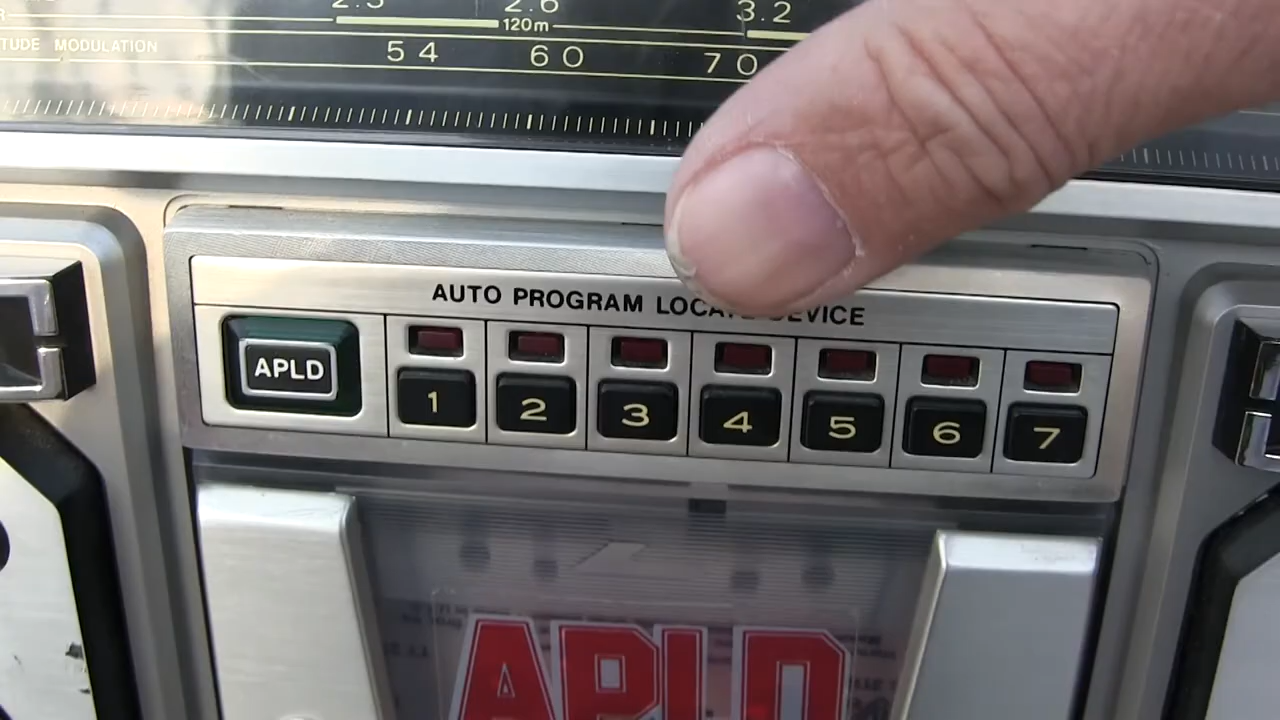 2.3 2.6 3.2
120m
TUDE MODULATION 54 60 70
AUTO PROGRAM LOCATE DEVICE
APLD 1 2 3 4 5 6 7
APLD